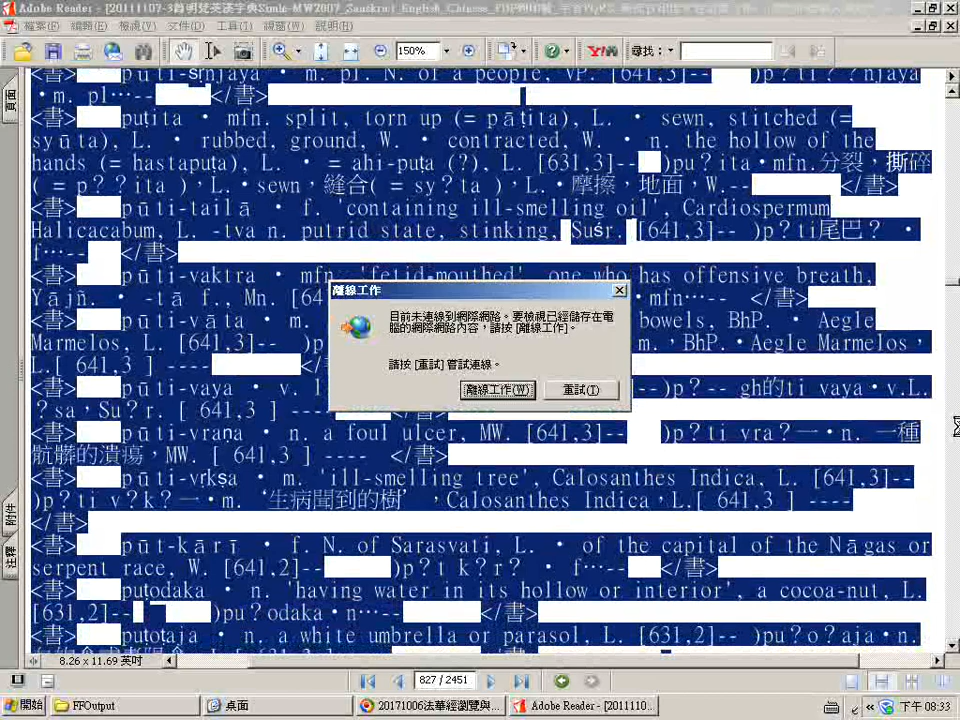 Adobe Reader - [20111107-3
檔案(F) 編輯(E) 檢視(V) 文件(D) 工具(T) 視窗(W) 說明(H)
150% 尋找：
頁面
<書> pūti-sṛnjaya • m. pl. N. of a people, VP. [641,3]-- )p?ti??njaya
•m. pl…-- </書>
<書> puṭita • mfn. split, torn up (= pāṭita), L. • sewn, stitched (=
syūta), L. • rubbed, ground, W. • contracted, W. • n. the hollow of the
hands (= hastapuṭa), L. • = ahi-puṭa (?), L. [631,3]-- )pu?ita•mfn.分裂，撕碎
( = p??ita )，L.•sewn，縫合( = sy?ta )，L.•摩擦，地面，W.-- </書>
<書> pūti-tailā • f. 'containing ill-smelling oil', Cardiospermum
Halicacabum, L. -tva n. putrid state, stinking, Suśr. [641,3]-- )p?ti尾巴? •
f…-- </書>
<書> pūti-vaktra • mfn. 'fetid-mouthed', one who has offensive breath,
Yājñ. • -tā f., Mn. [64 •mfn…-- </書>
<書> pūti-vāta • m. bowels, BhP. • Aegle
Marmelos, L. [641,3]-- m.，BhP.•Aegle Marmelos，
L.[ 641,3 ] ---- </書>
<書> pūti-vaya • v. l. )p?-- gh的ti vaya•v.L.
?sa，Su?r. [ 641,3 ] ----
<書> pūti-vraṇa • n. a foul ulcer, MW. [641,3]-- )p?ti vra?一•n. 一種
骯髒的潰瘍，MW. [ 641,3 ] ---- </書>
<書> pūti-vṛkṣa • m. 'ill-smelling tree', Calosanthes Indica, L. [641,3]--
)p?ti v?k?一•m.‘生病聞到的樹’，Calosanthes Indica，L.[ 641,3 ] ----
</書>
<書> pūt-kārī • f. N. of Sarasvati, L. • of the capital of the Nāgas or
serpent race, W. [641,2]-- )p?t k?r? • f…-- </書>
<書> puṭodaka • n. 'having water in its hollow or interior', a cocoa-nut, L.
[631,2]-- )pu?odaka•n…-- </書>
<書> puṭoṭaja • n. a white umbrella or parasol, L. [631,2]-- )pu?o?aja•n.
離線工作
目前未連線到網際網路。要檢視已經儲存在電
腦的網際網路內容，請按 [離線工作]。
請按 [重試] 嘗試連線。
離線工作(W) 重試(T)
附件
注釋
8.26 x 11.69 英吋
827 / 2451
開始 FFOutput 桌面 20171006法華經瀏覽與... Adobe Reader - [2011110... 下午 08:33